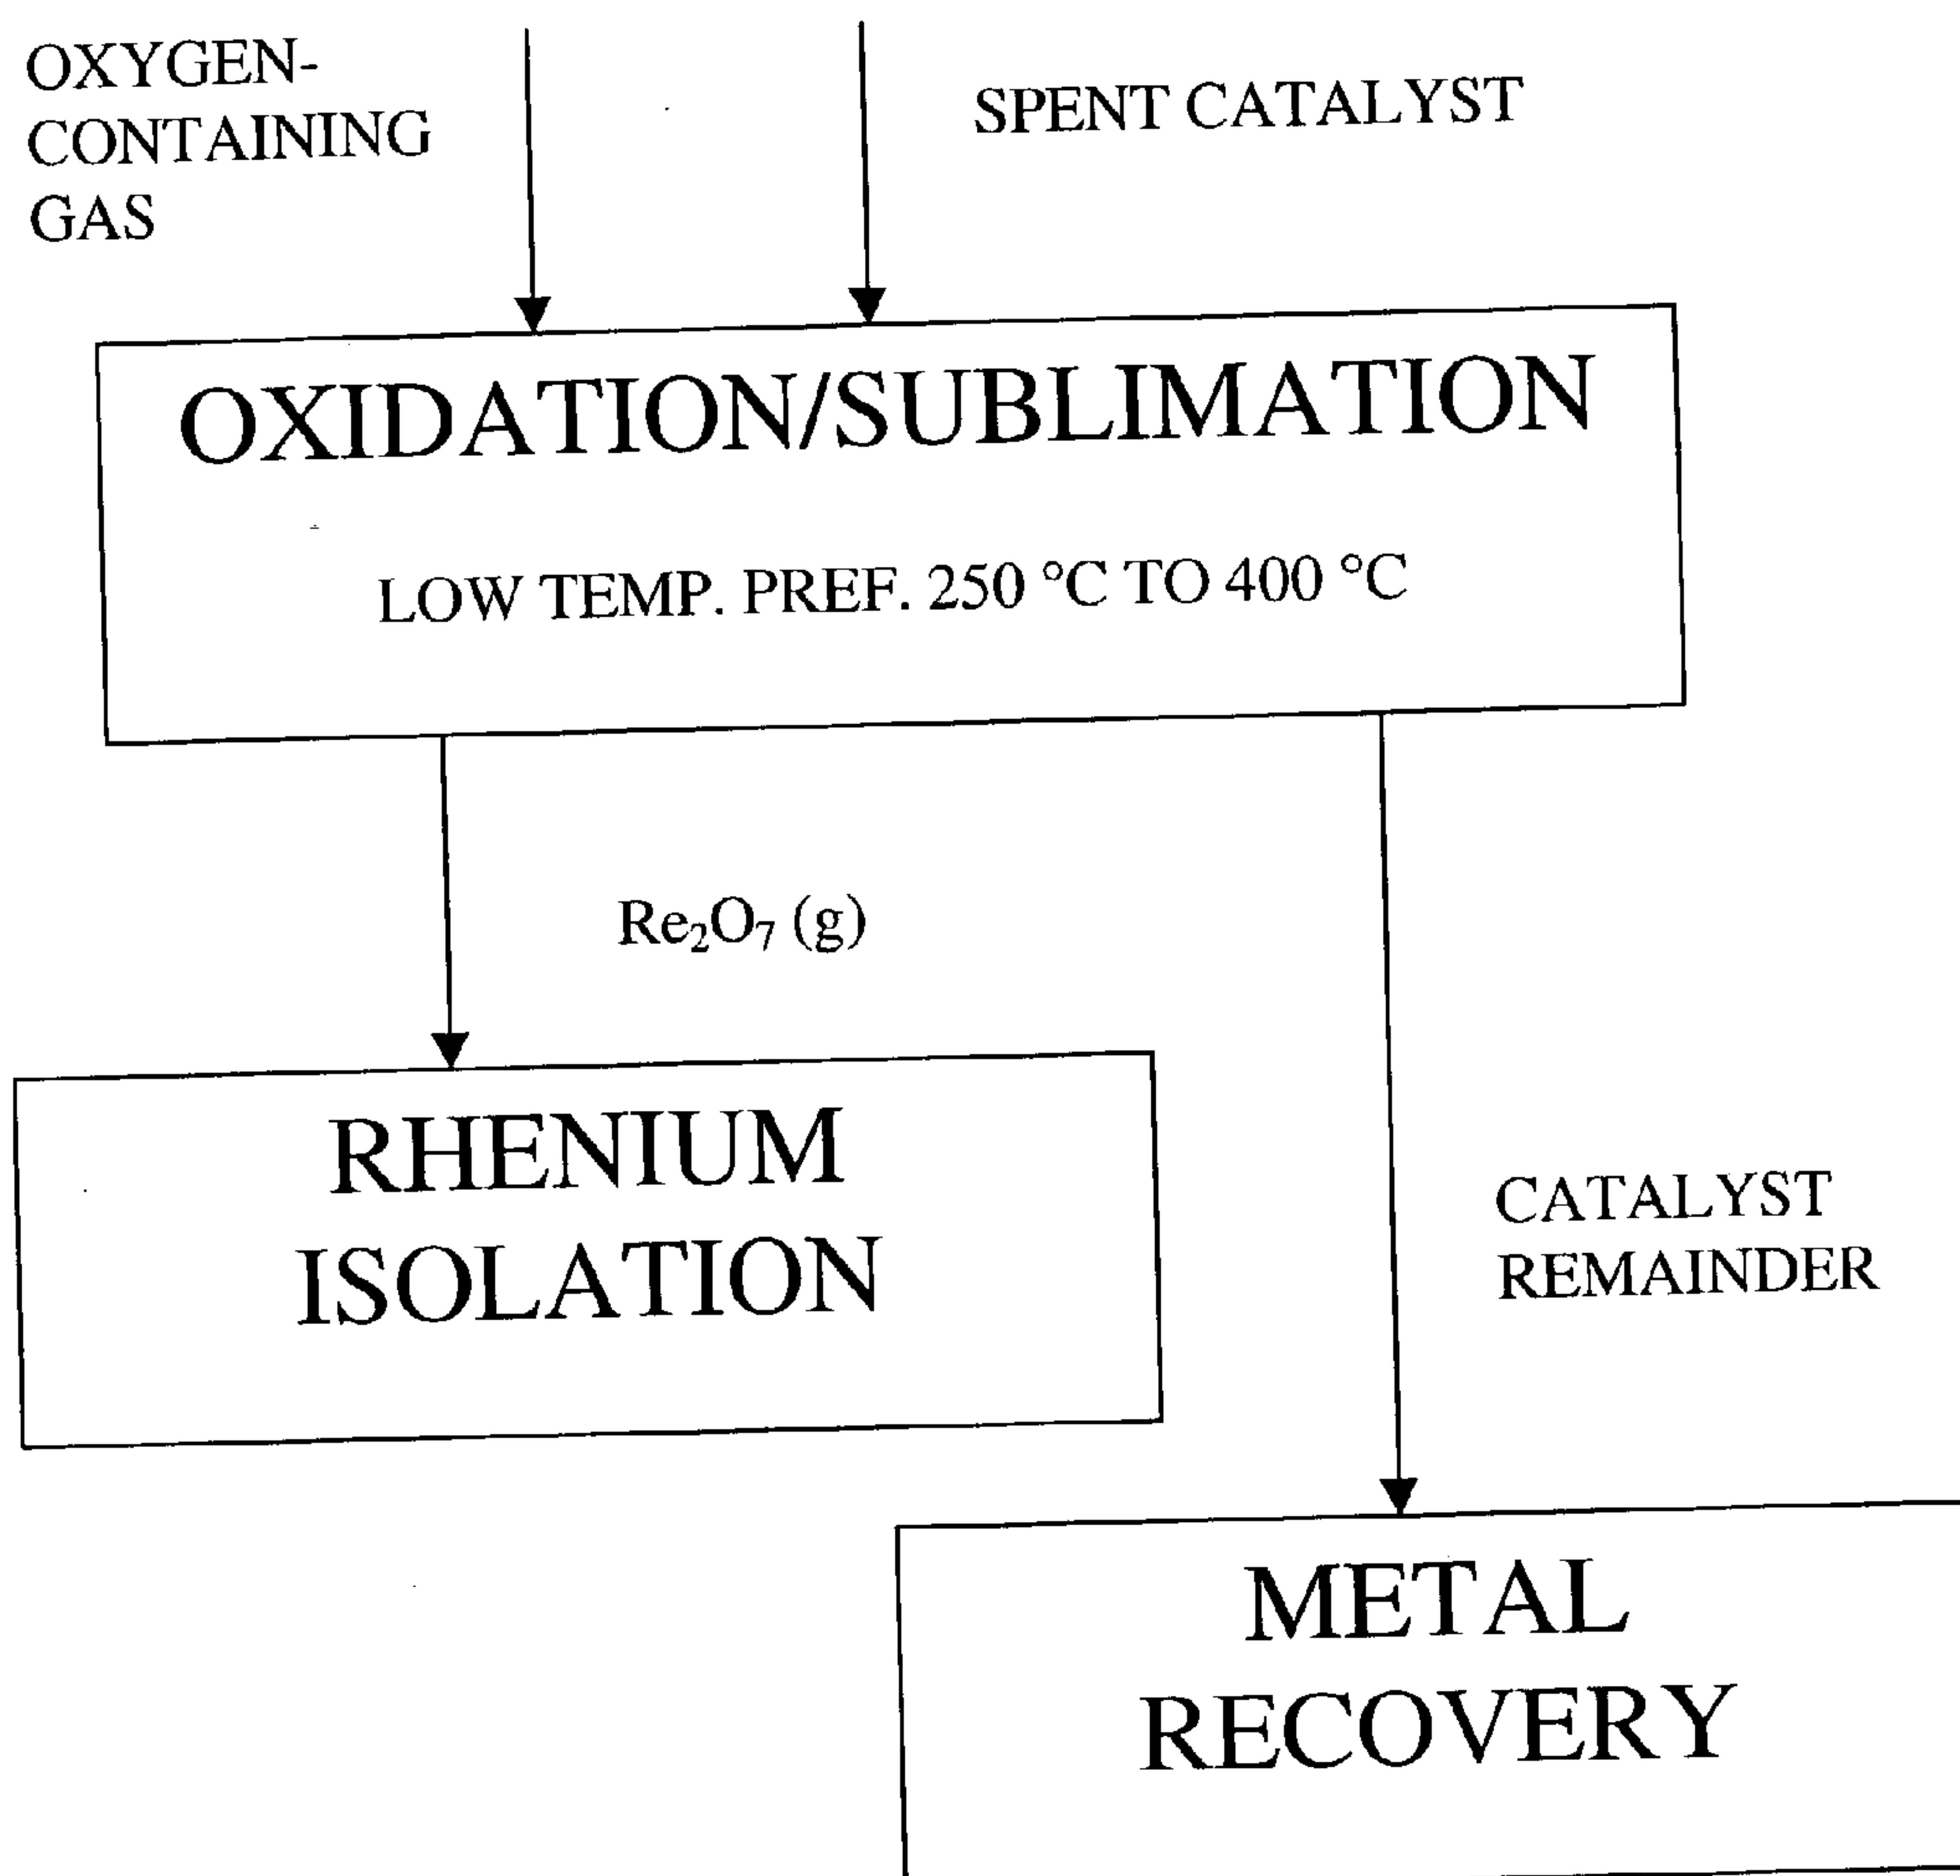 OXYGEN-
CONTAINING
GAS
SPENT CATALYST
OXIDATION/SUBLIMATION
LOW TEMP. PREF. 250 °C TO 400 °C
Re₂O₇ (g)
RHENIUM
ISOLATION
CATALYST
REMAINDER
METAL
RECOVERY